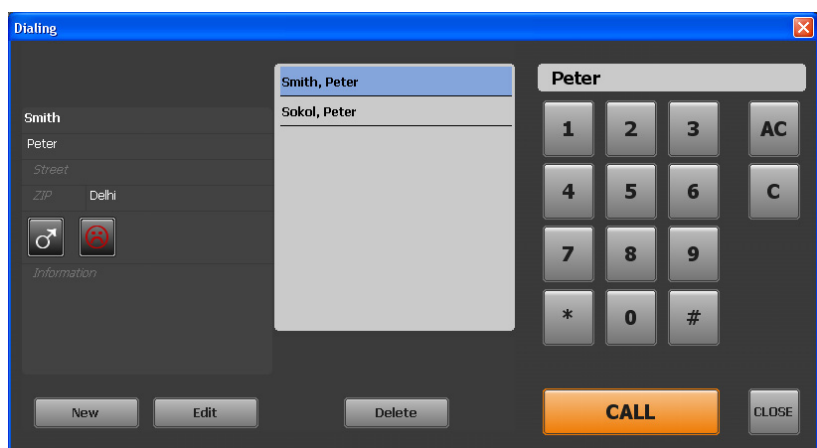 Dialing
Smith
Peter
Street
ZIP Delhi
Information
New Edit
Smith, Peter
Sokol, Peter
Delete
Peter
1 2 3 AC
4 5 6 C
7 8 9
* 0 #
CALL CLOSE